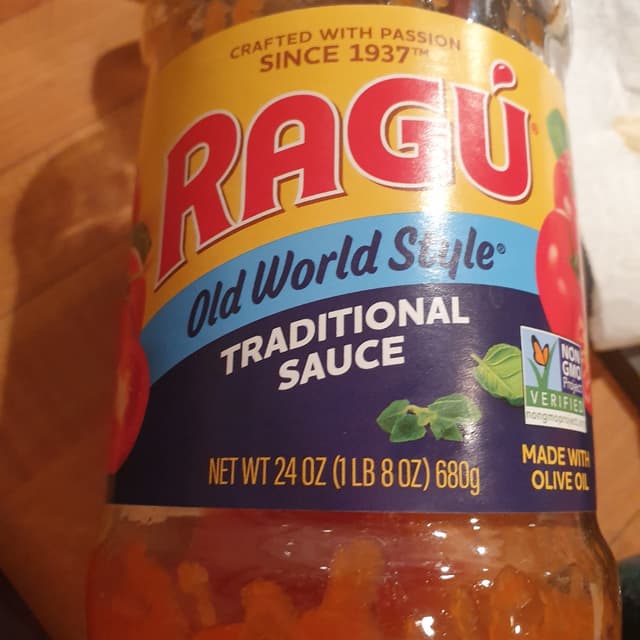 CRAFTED WITH PASSION
SINCE 1937™
RAGÚ®
Old World Style®
TRADITIONAL
SAUCE
NON
GMO
Project
VERIFIED
nongmoproject.org
NET WT 24 OZ (1 LB 8 OZ) 680g
MADE WITH
OLIVE OIL